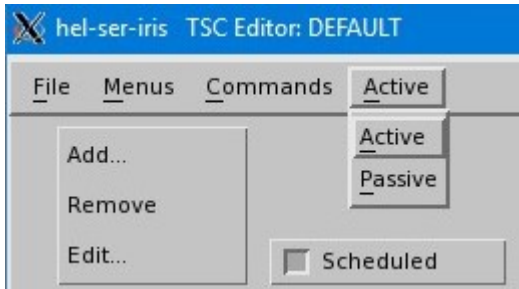 hel-ser-iris TSC Editor: DEFAULT
File Menus Commands Active
Active
Passive
Add...
Remove
Edit...
Scheduled